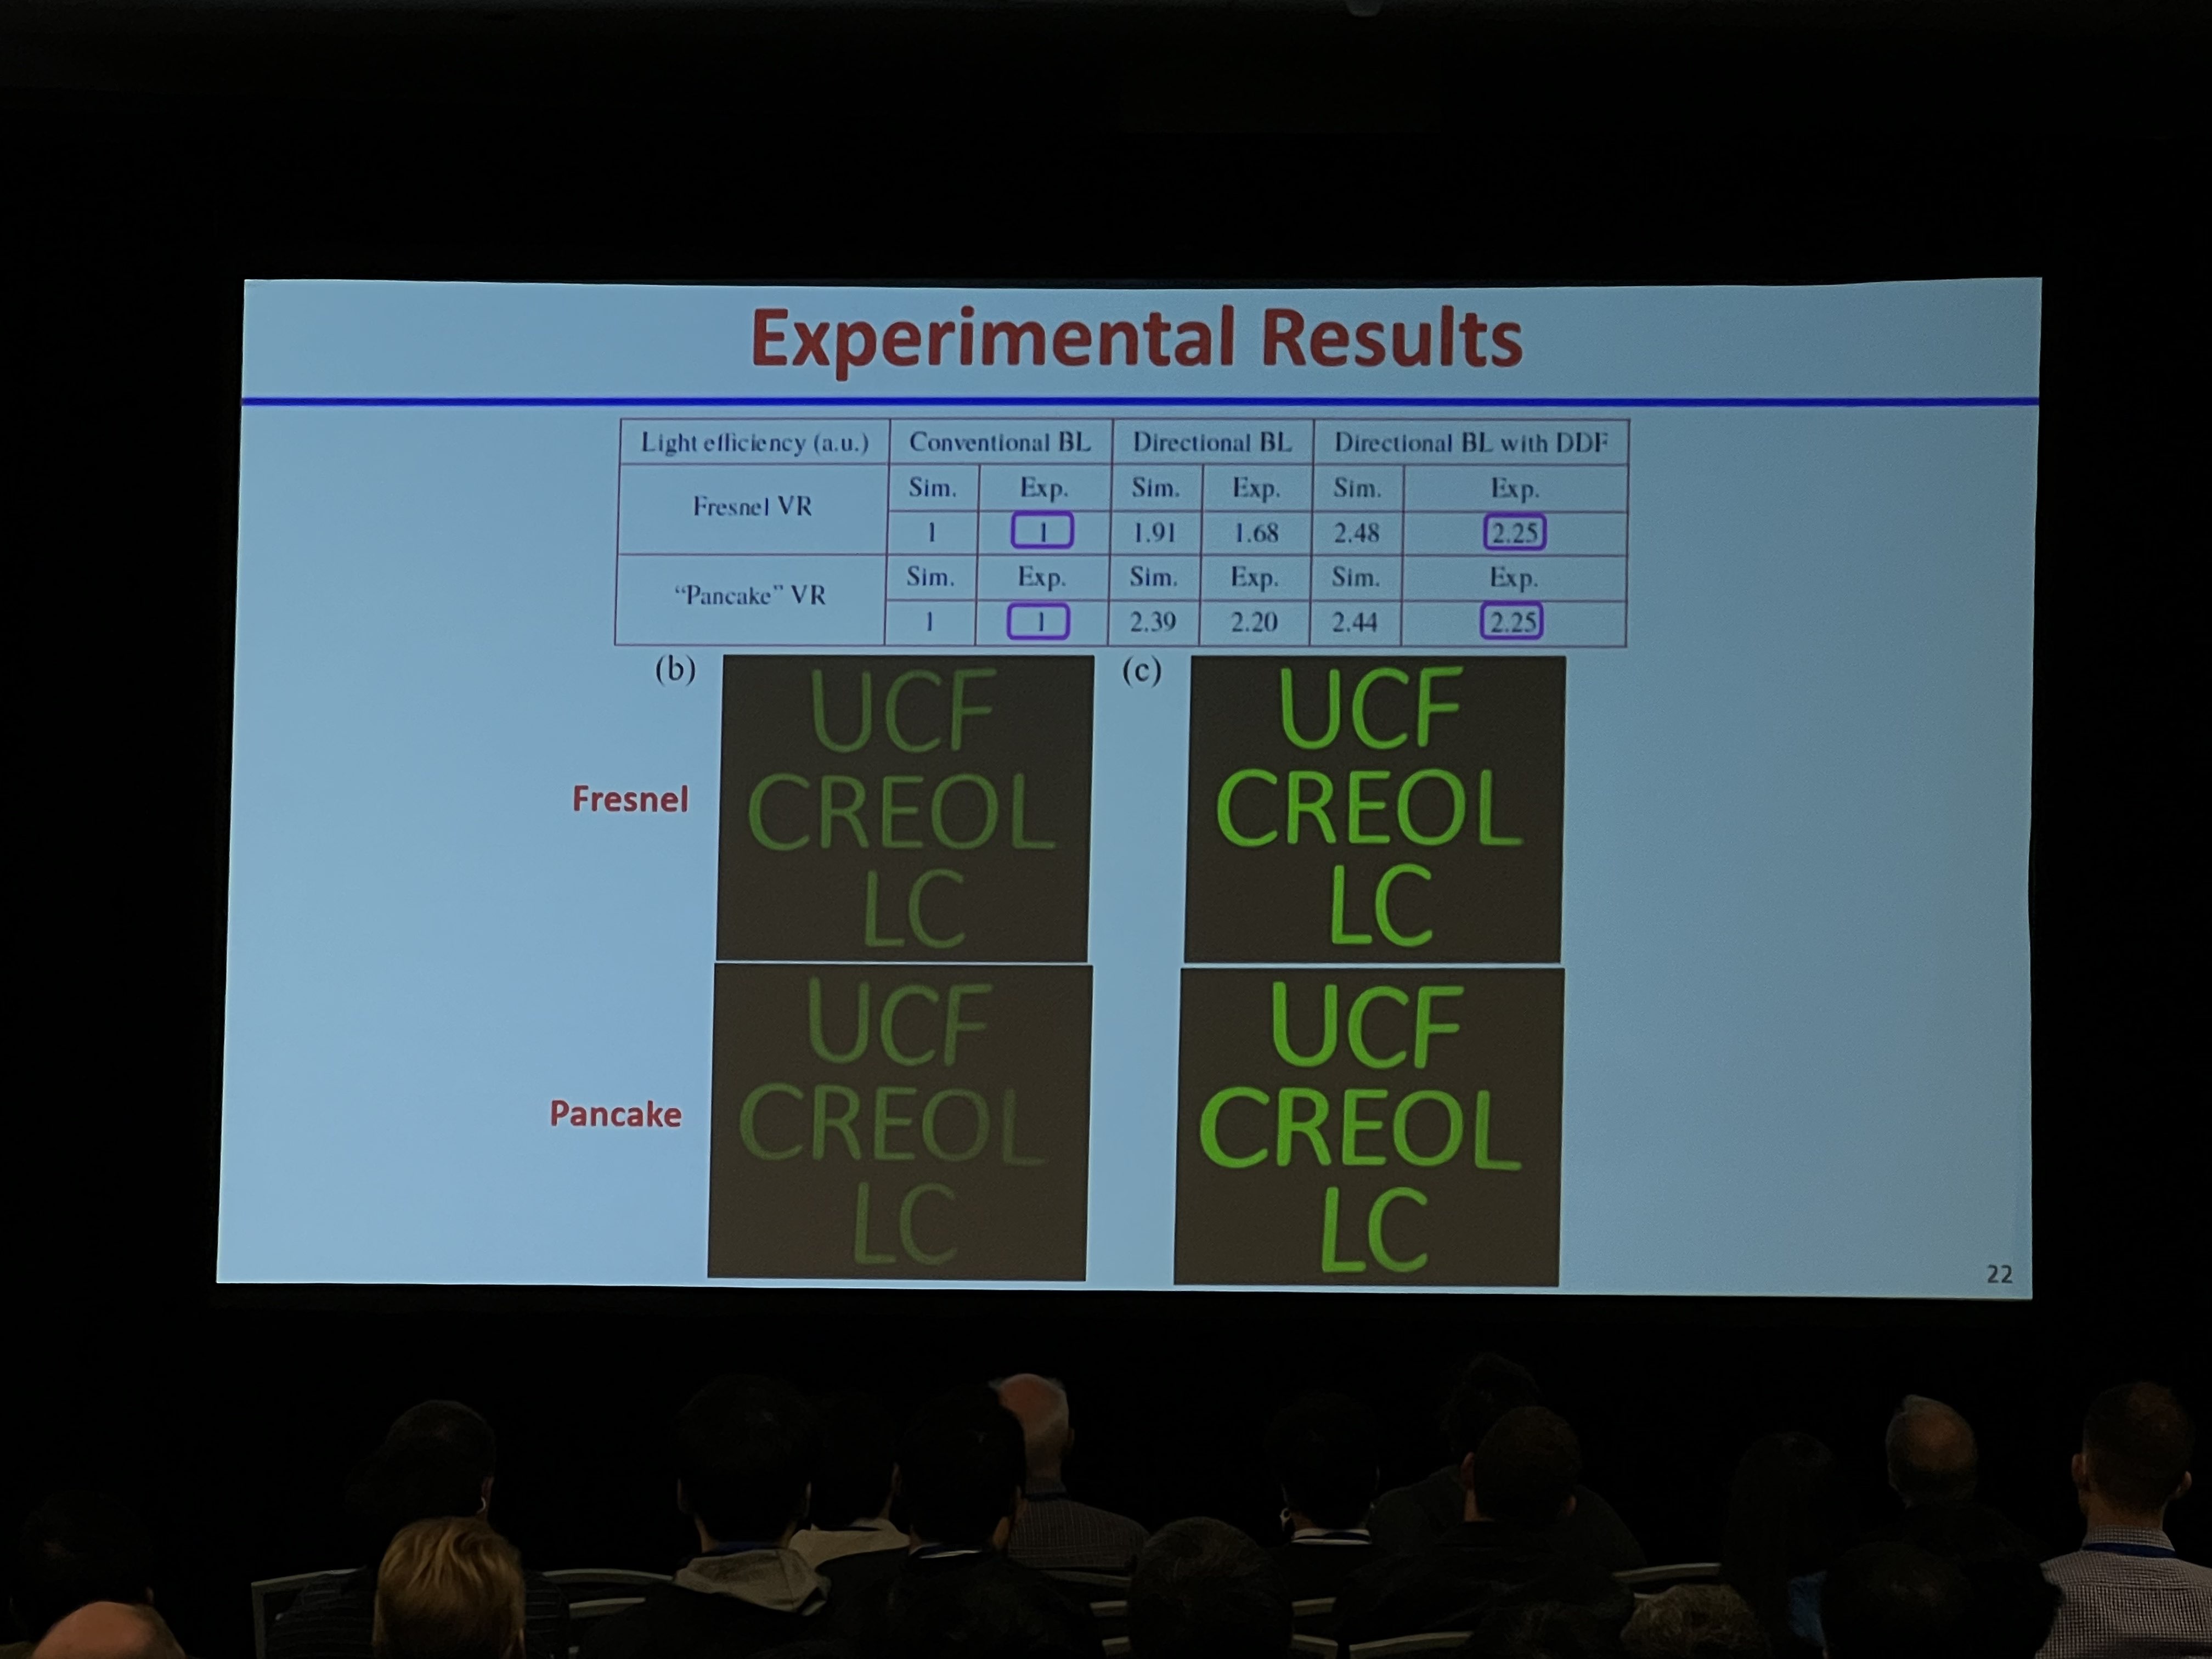 Experimental Results
Light efficiency (a.u.) Conventional BL Directional BL Directional BL with DDF
Fresnel VR
Sim. Exp. Sim. Exp. Sim. Exp.
1 1 1.91 1.68 2.48 2.25
"Pancake" VR
Sim. Exp. Sim. Exp. Sim. Exp.
1 1 2.39 2.20 2.44 2.25
(b)
(c)
Fresnel
UCF
CREOL
LC
UCF
CREOL
LC
Pancake
UCF
CREOL
LC
UCF
CREOL
LC
22